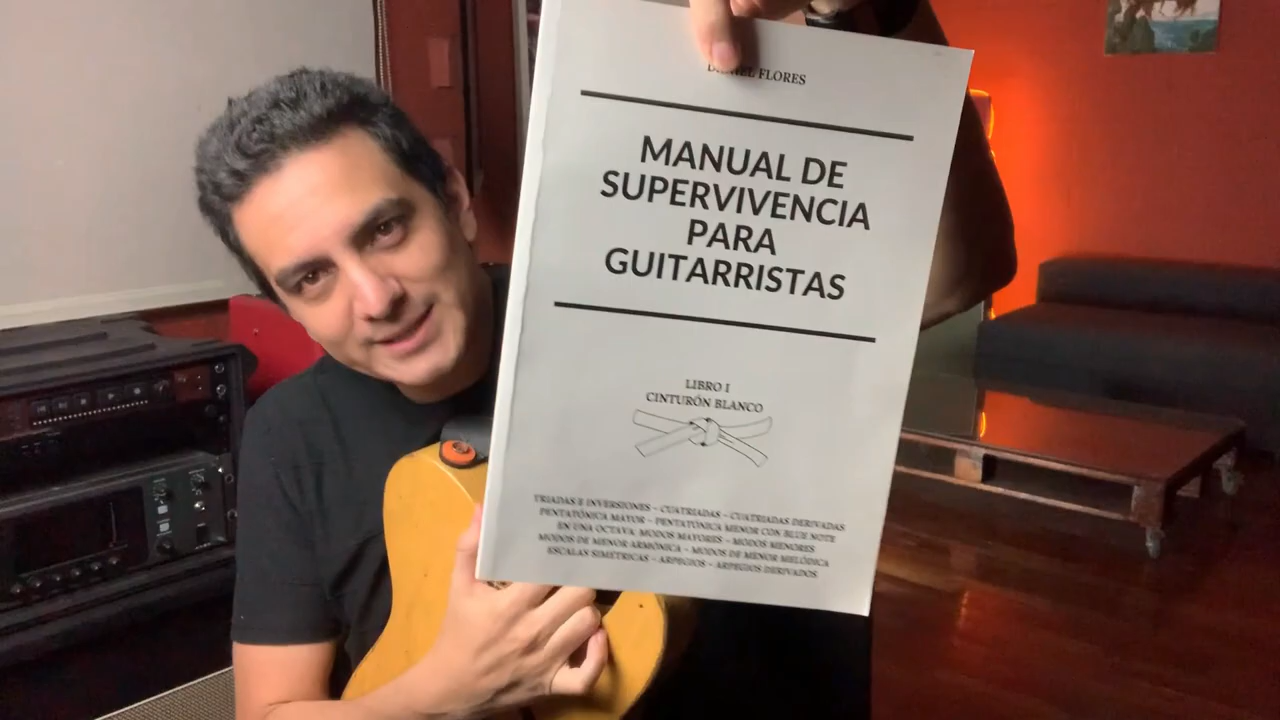 FLORES
MANUAL DE
SUPERVIVENCIA
PARA
GUITARRISTAS
LIBRO I
CINTURÓN BLANCO
TRIADAS E INVERSIONES - CUATRIADAS - CUATRIADAS DERIVADAS
PENTATÓNICA MAYOR - PENTATÓNICA MENOR CON BLUE NOTE
EN UNA OCTAVA, MODOS MAYORES - MODOS MENORES
MODOS DE MENOR ARMÓNICA - MODOS DE MENOR MELÓDICA
ESCALAS SIMETRICAS - ARPEGIOS - ARPEGIOS DERIVADOS